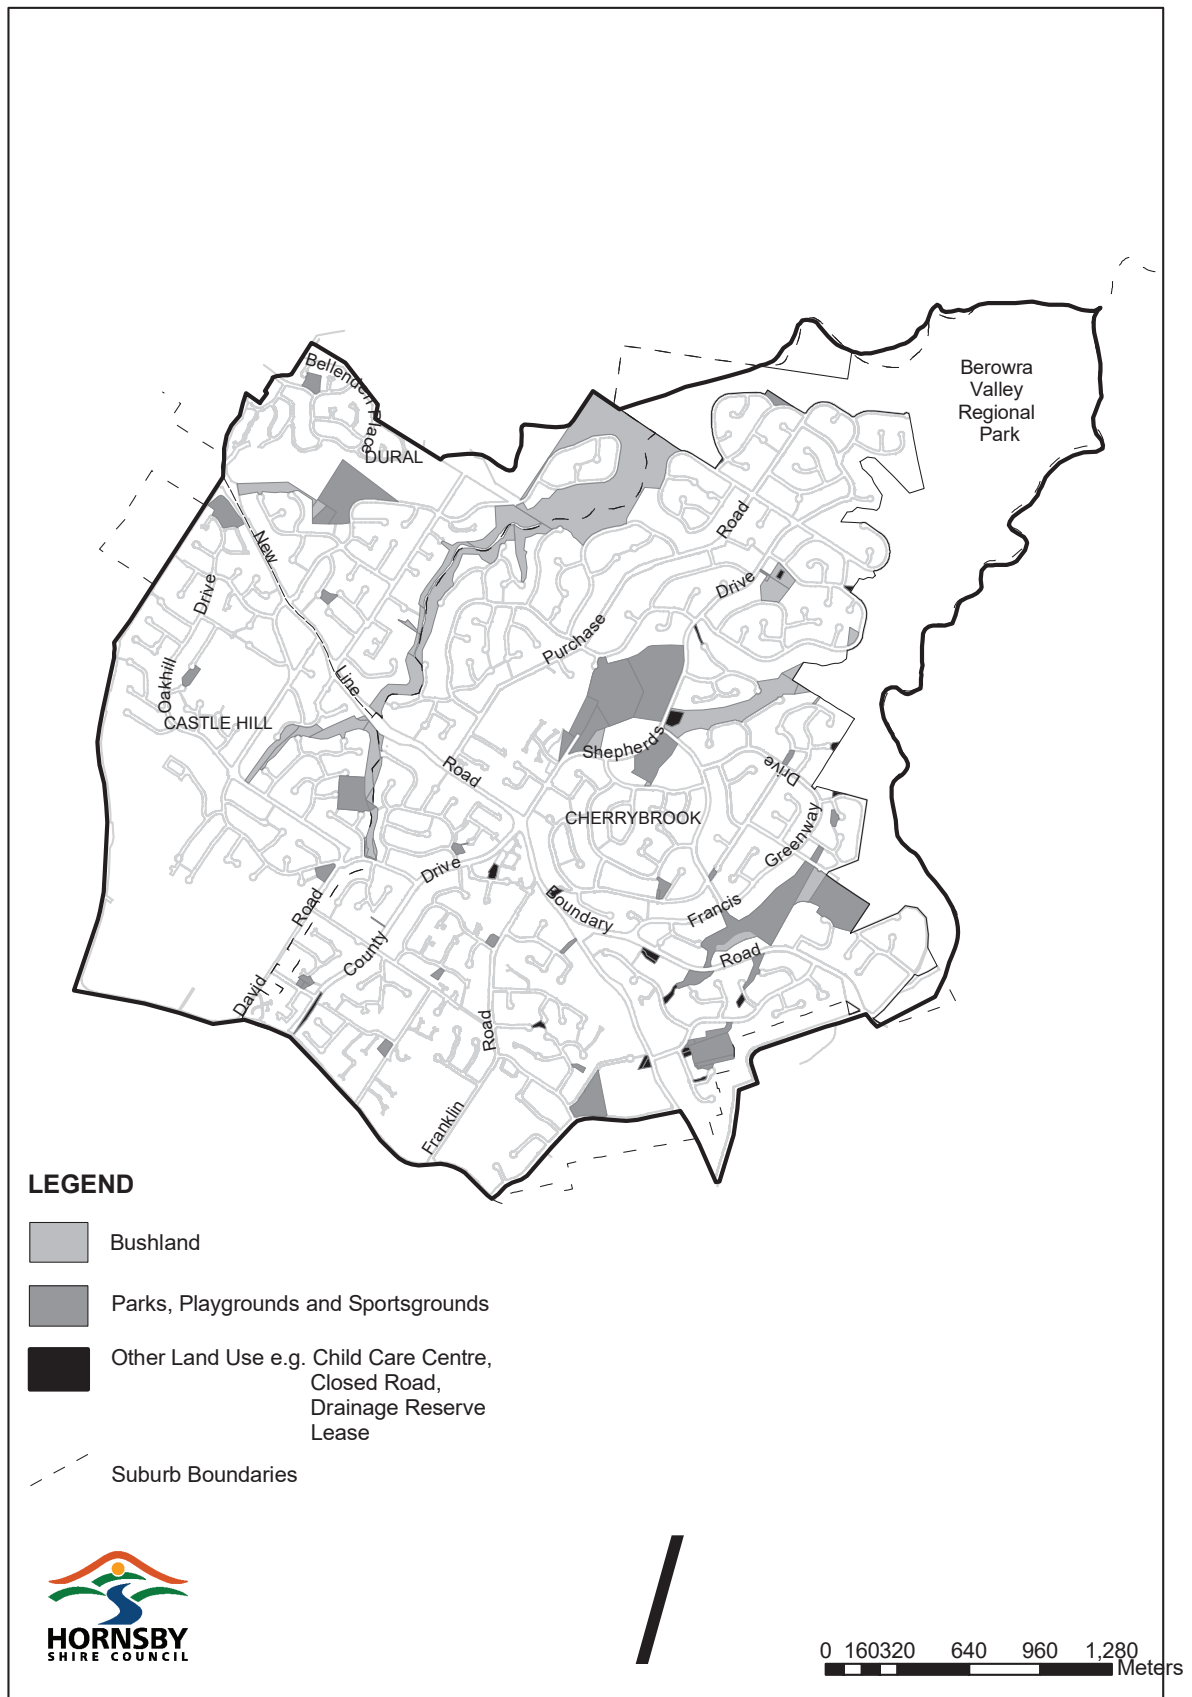 Berowra
Valley
Regional
Park
Bellenden Place
DURAL
New
Line
Road
Drive
Oakhill
CASTLE HILL
Road
Drive
Purchase
Shepherds
Drive
CHERRYBROOK
Greenway
Francis
Drive
Boundary
Road
Road
David
County
Road
Franklin
LEGEND
Bushland
Parks, Playgrounds and Sportsgrounds
Other Land Use e.g. Child Care Centre,
Closed Road,
Drainage Reserve
Lease
Suburb Boundaries
HORNSBY
SHIRE COUNCIL
0 160 320 640 960 1,280
Meters